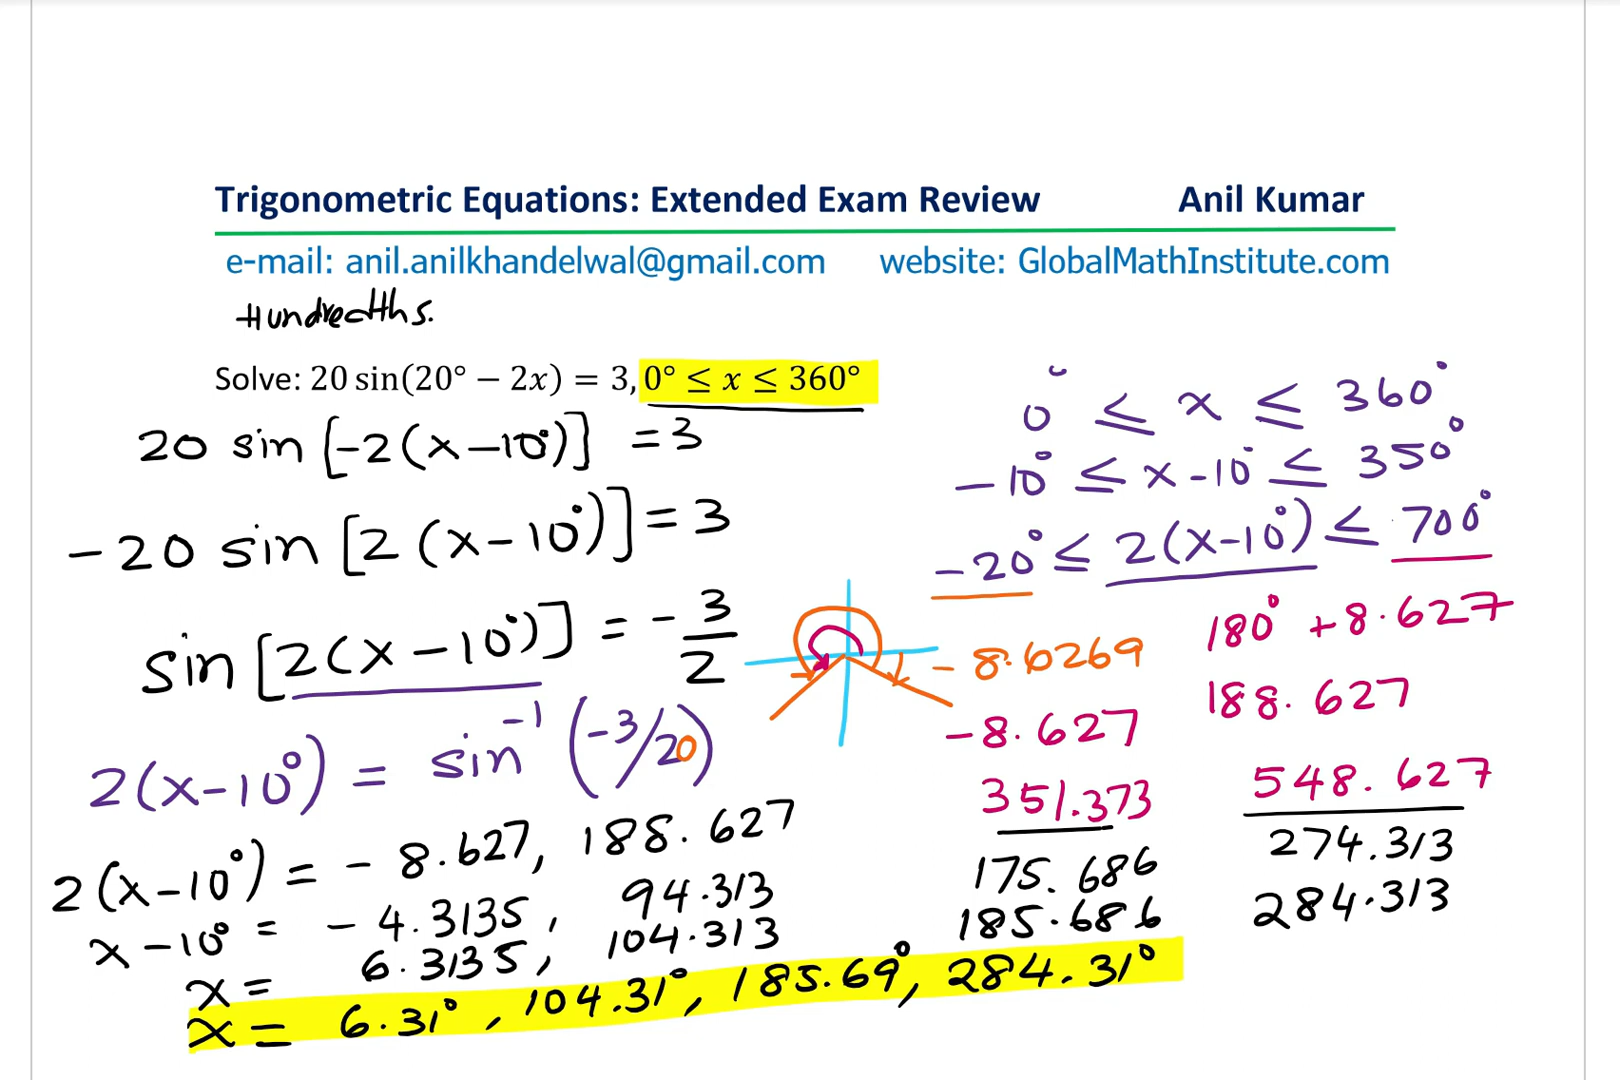 Trigonometric Equations: Extended Exam Review Anil Kumar
e-mail: anil.anilkhandelwal@gmail.com website: GlobalMathInstitute.com
Hundredths.
Solve: 20 sin(20° − 2x) = 3, 0° ≤ x ≤ 360°
20 sin [-2(x-10°)] = 3
-20 sin [2(x-10°)] = 3
sin [2(x-10°)] = -3/2
2(x-10°) = sin⁻¹(-3/20)
2(x-10°) = -8.627, 188.627
x-10° = -4.3135, 94.313
x = 6.3135, 104.313
x = 6.31°, 104.31°, 185.69°, 284.31°
0° ≤ x ≤ 360°
-10° ≤ x-10° ≤ 350°
-20° ≤ 2(x-10°) ≤ 700°
-8.6269
180° + 8.627
-8.627 188.627
351.373 548.627
175.686 274.313
185.686 284.313